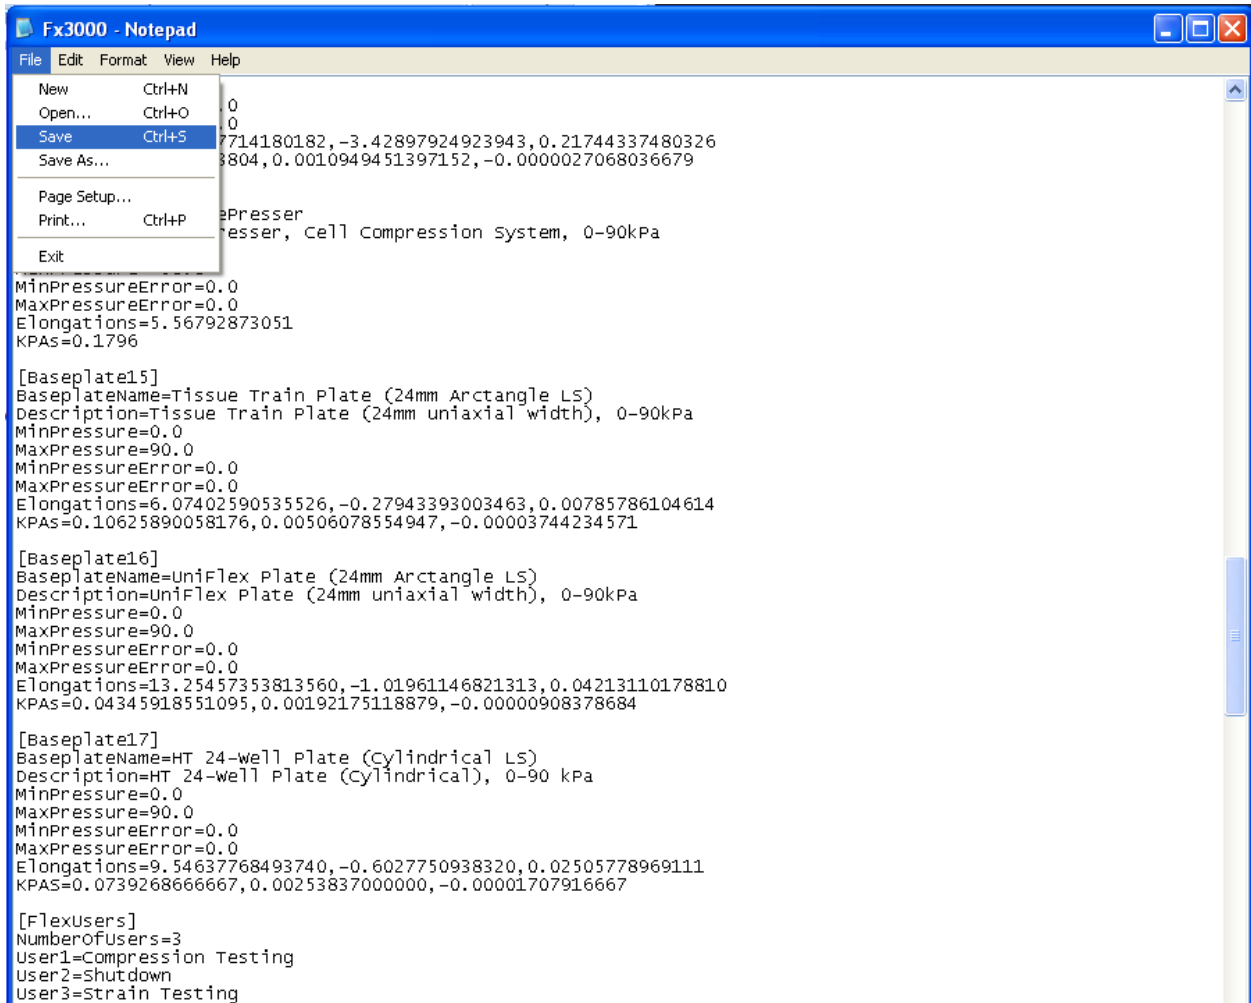 Fx3000 - Notepad
File Edit Format View Help
New Ctrl+N
Open... Ctrl+O
Save Ctrl+S
Save As...
Page Setup...
Print... Ctrl+P
Exit
.0
.0
7714180182,-3.42897924923943,0.21744337480326
3804,0.0010949451397152,-0.0000027068036679
ePresser
esser, Cell Compression System, 0-90kPa
MinPressureError=0.0
MaxPressureError=0.0
Elongations=5.56792873051
KPAs=0.1796
[Baseplate15]
BaseplateName=Tissue Train Plate (24mm Arctangle LS)
Description=Tissue Train Plate (24mm uniaxial width), 0-90kPa
MinPressure=0.0
MaxPressure=90.0
MinPressureError=0.0
MaxPressureError=0.0
Elongations=6.07402590535526,-0.27943393003463,0.00785786104614
KPAs=0.10625890058176,0.00506078554947,-0.00003744234571
[Baseplate16]
BaseplateName=UniFlex Plate (24mm Arctangle LS)
Description=UniFlex Plate (24mm uniaxial width), 0-90kPa
MinPressure=0.0
MaxPressure=90.0
MinPressureError=0.0
MaxPressureError=0.0
Elongations=13.25457353813560,-1.01961146821313,0.04213110178810
KPAs=0.04345918551095,0.00192175118879,-0.00000908378684
[Baseplate17]
BaseplateName=HT 24-Well Plate (Cylindrical LS)
Description=HT 24-Well Plate (Cylindrical), 0-90 kPa
MinPressure=0.0
MaxPressure=90.0
MinPressureError=0.0
MaxPressureError=0.0
Elongations=9.54637768493740,-0.6027750938320,0.02505778969111
KPAS=0.0739268666667,0.00253837000000,-0.00001707916667
[FlexUsers]
NumberOfUsers=3
User1=Compression Testing
User2=Shutdown
User3=Strain Testing